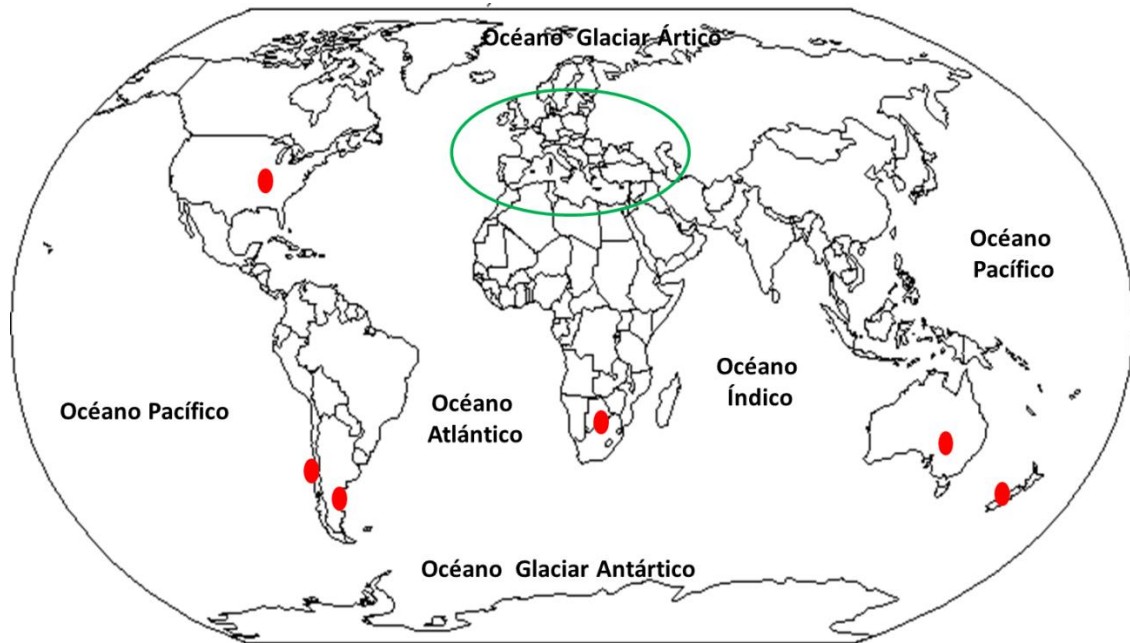 Océano Glaciar Ártico
Océano
Pacífico
Océano
Índico
Océano Pacífico
Océano
Atlántico
Océano Glaciar Antártico